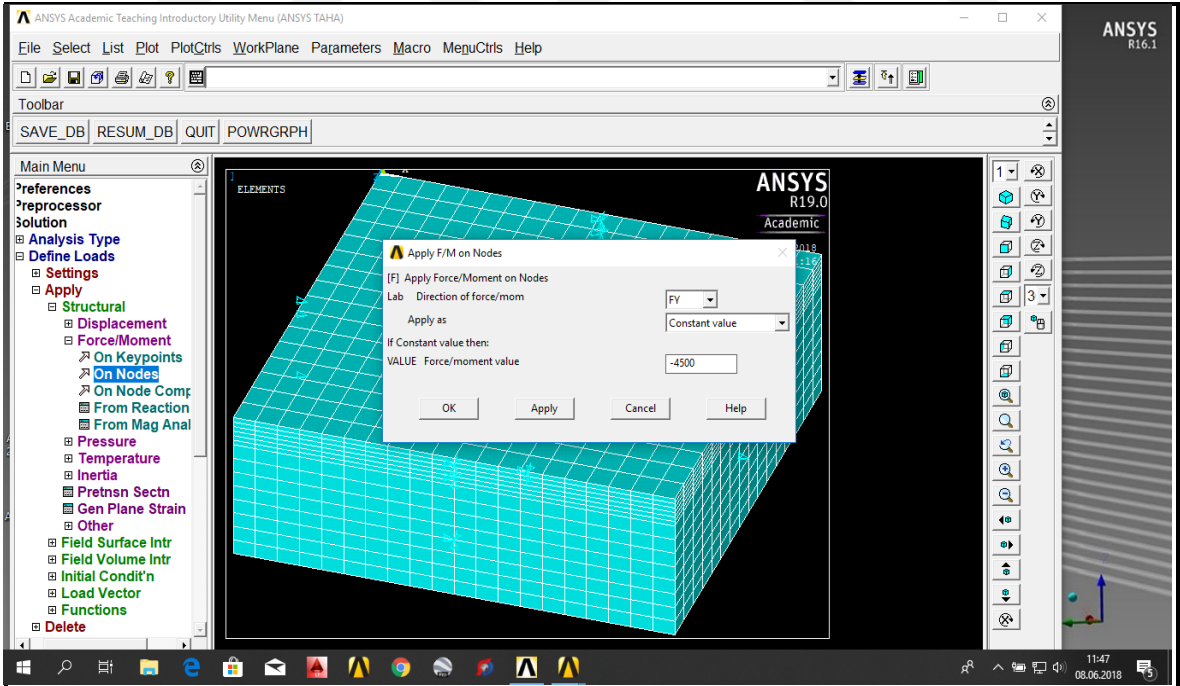 ANSYS Academic Teaching Introductory Utility Menu (ANSYS TAHA)
File Select List Plot PlotCtrls WorkPlane Parameters Macro MenuCtrls Help
Toolbar
SAVE_DB RESUM_DB QUIT POWRGRPH
ANSYS
R16.1
Main Menu
Preferences
Preprocessor
Solution
Analysis Type
Define Loads
Settings
Apply
Structural
Displacement
Force/Moment
On Keypoints
On Nodes
On Node Comp
From Reaction
From Mag Anal
Pressure
Temperature
Inertia
Pretnsn Sectn
Gen Plane Strain
Other
Field Surface Intr
Field Volume Intr
Initial Condit'n
Load Vector
Functions
Delete
1
ELEMENTS
ANSYS
R19.0
Academic
2018
:16
Apply F/M on Nodes
[F] Apply Force/Moment on Nodes
Lab Direction of force/mom FY
Apply as Constant value
If Constant value then:
VALUE Force/moment value -4500
OK Apply Cancel Help
1
3
Z
11:47
08.06.2018
5